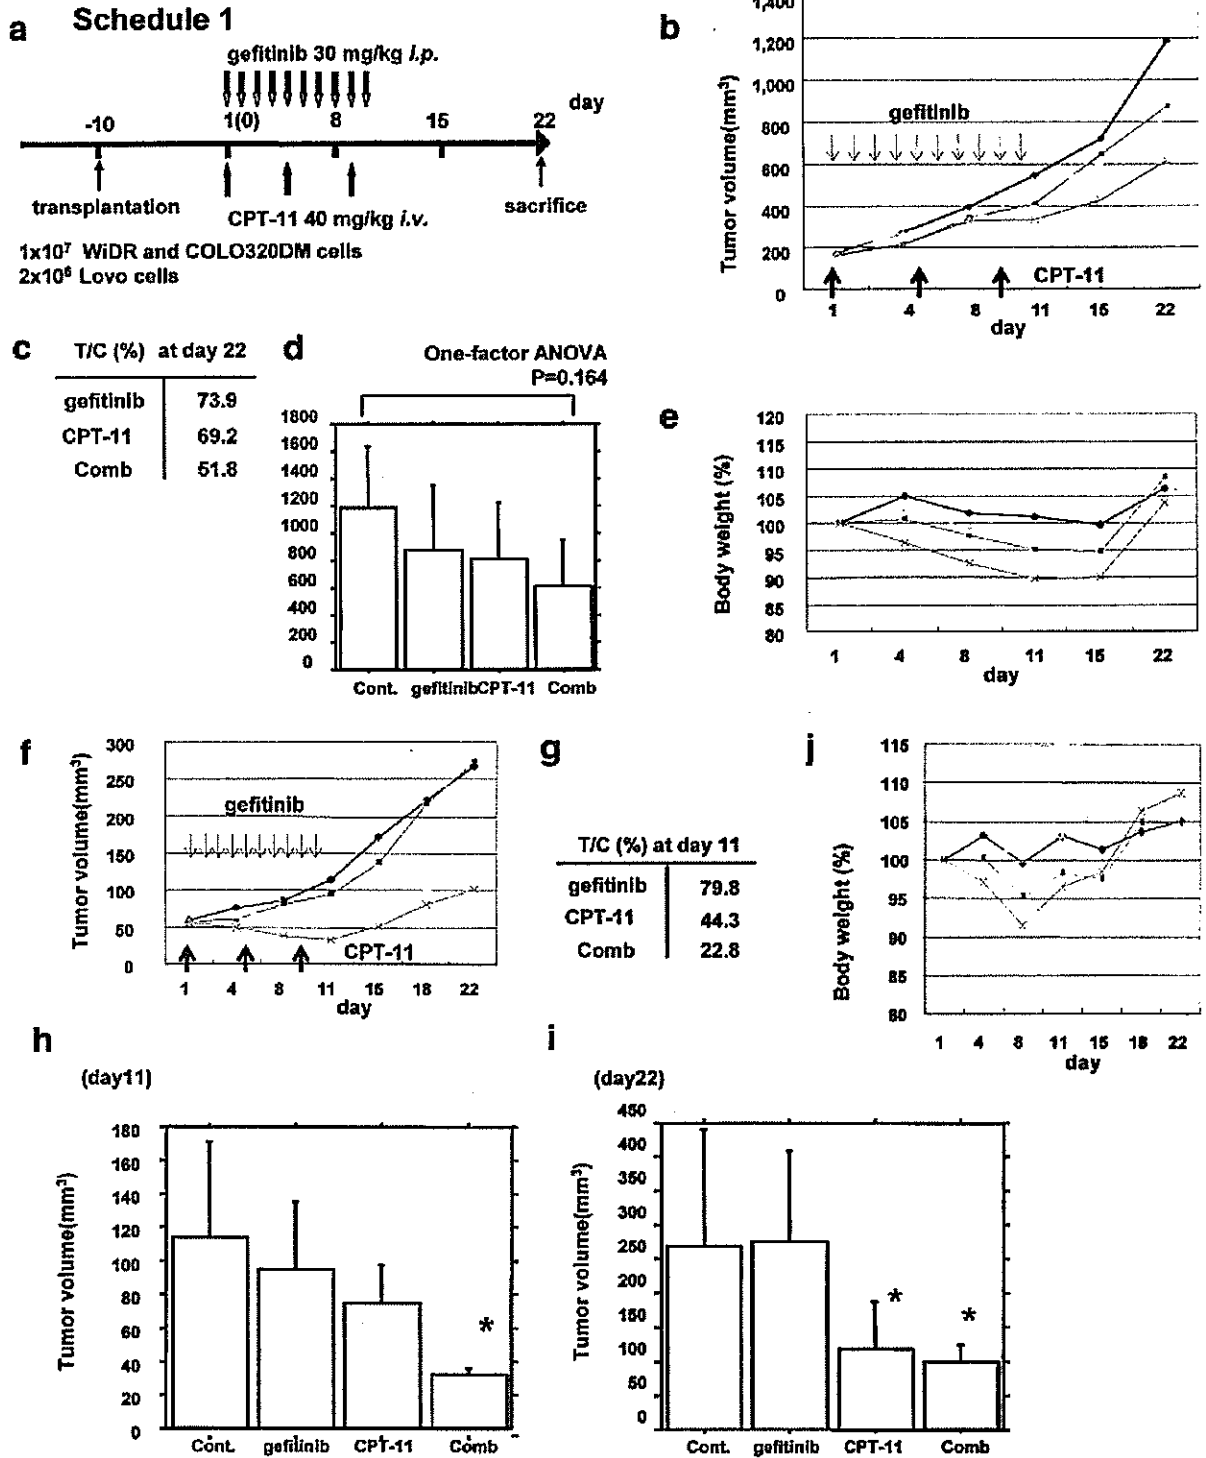 a
Schedule 1
gefitinib 30 mg/kg i.p.
day
-10 1(0) 8 15 22
transplantation
CPT-11 40 mg/kg i.v.
sacrifice
1x10⁷ WiDR and COLO320DM cells
2x10⁶ Lovo cells
b
Tumor volume(mm³)
1,400
1,200
1,000
800
600
400
200
0
gefitinib
CPT-11
1 4 8 11 15 22
day
c
T/C (%) at day 22
gefitinib 73.9
CPT-11 69.2
Comb 51.8
d
One-factor ANOVA
P=0.164
1800
1600
1400
1200
1000
800
600
400
200
0
Cont. gefitinib CPT-11 Comb
e
Body weight (%)
120
115
110
105
100
95
90
85
80
1 4 8 11 15 22
day
f
Tumor volume(mm³)
300
250
200
150
100
50
0
gefitinib
CPT-11
1 4 8 11 15 18 22
day
g
T/C (%) at day 11
gefitinib 79.8
CPT-11 44.3
Comb 22.8
j
Body weight (%)
115
110
105
100
95
90
85
80
1 4 8 11 15 18 22
day
h
(day11)
Tumor volume(mm³)
180
160
140
120
100
80
60
40
20
0
*
Cont. gefitinib CPT-11 Comb
i
(day22)
Tumor volume(mm³)
450
400
350
300
250
200
150
100
50
0
*
*
Cont. gefitinib CPT-11 Comb